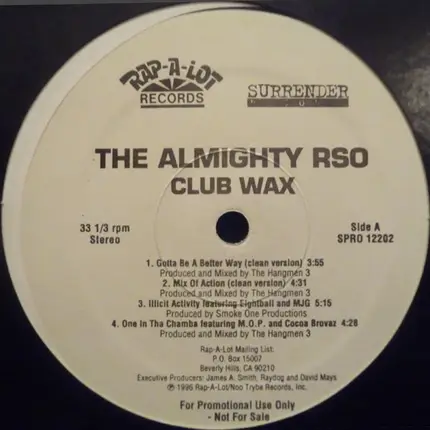 RAP-A-LOT
RECORDS
SURRENDER
THE ALMIGHTY RSO
CLUB WAX
33 1/3 rpm
Stereo
Side A
SPRO 12202
1. Gotta Be A Better Way (clean version) 3:55
Produced and Mixed by The Hangmen 3
2. Mix Of Action (clean version) 4:31
Produced and Mixed by The Hangmen 3
3. Illicit Activity featuring Eightball and MJG 5:15
Produced by Smoke One Productions
4. One In Tha Chamba featuring M.O.P. and Cocoa Brovaz 4:28
Produced and Mixed by The Hangmen 3
Rap-A-Lot Mailing List:
P.O. Box 15007
Beverly Hills, CA 90210
Executive Producers: James A. Smith, Raydog and David Mays
℗ 1996 Rap-A-Lot/Noo Trybe Records, Inc.
For Promotional Use Only
- Not For Sale